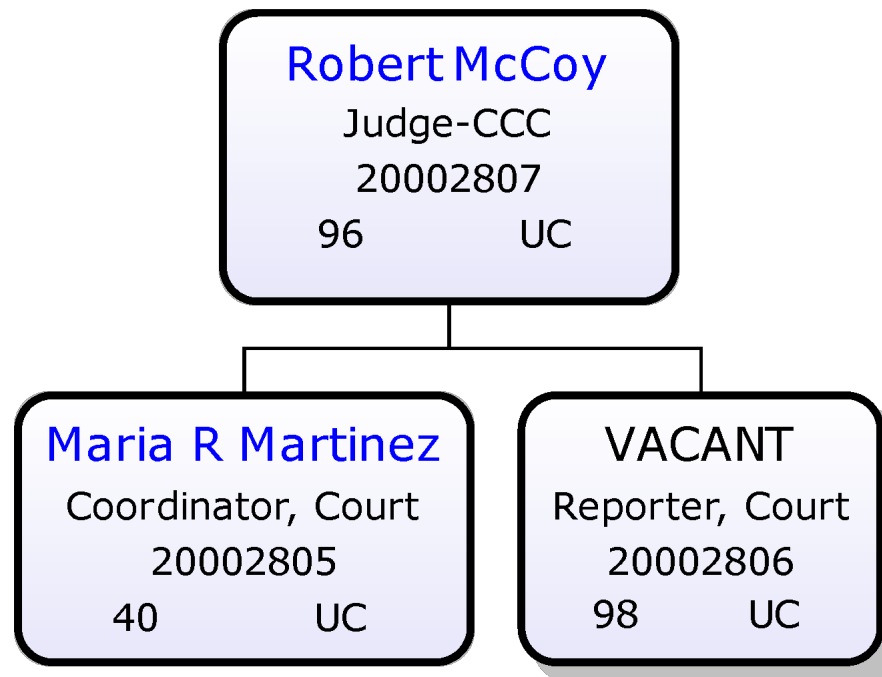 Robert McCoy
Judge-CCC
20002807
96 UC
Maria R Martinez
Coordinator, Court
20002805
40 UC
VACANT
Reporter, Court
20002806
98 UC